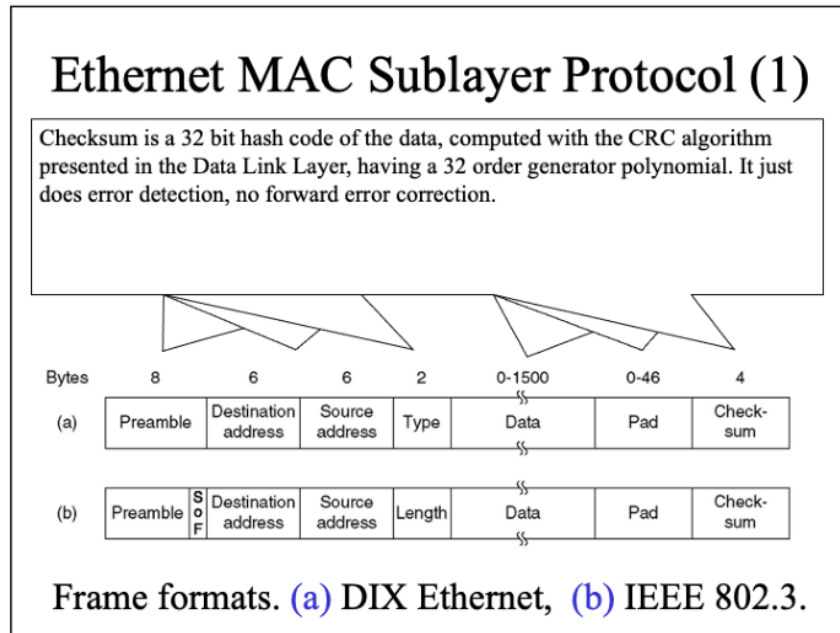 Ethernet MAC Sublayer Protocol (1)
Checksum is a 32 bit hash code of the data, computed with the CRC algorithm
presented in the Data Link Layer, having a 32 order generator polynomial. It just
does error detection, no forward error correction.
Bytes 8 6 6 2 0-1500 0-46 4
(a) Preamble Destination address Source address Type Data Pad Check-sum
(b) Preamble SoF Destination address Source address Length Data Pad Check-sum
Frame formats. (a) DIX Ethernet, (b) IEEE 802.3.